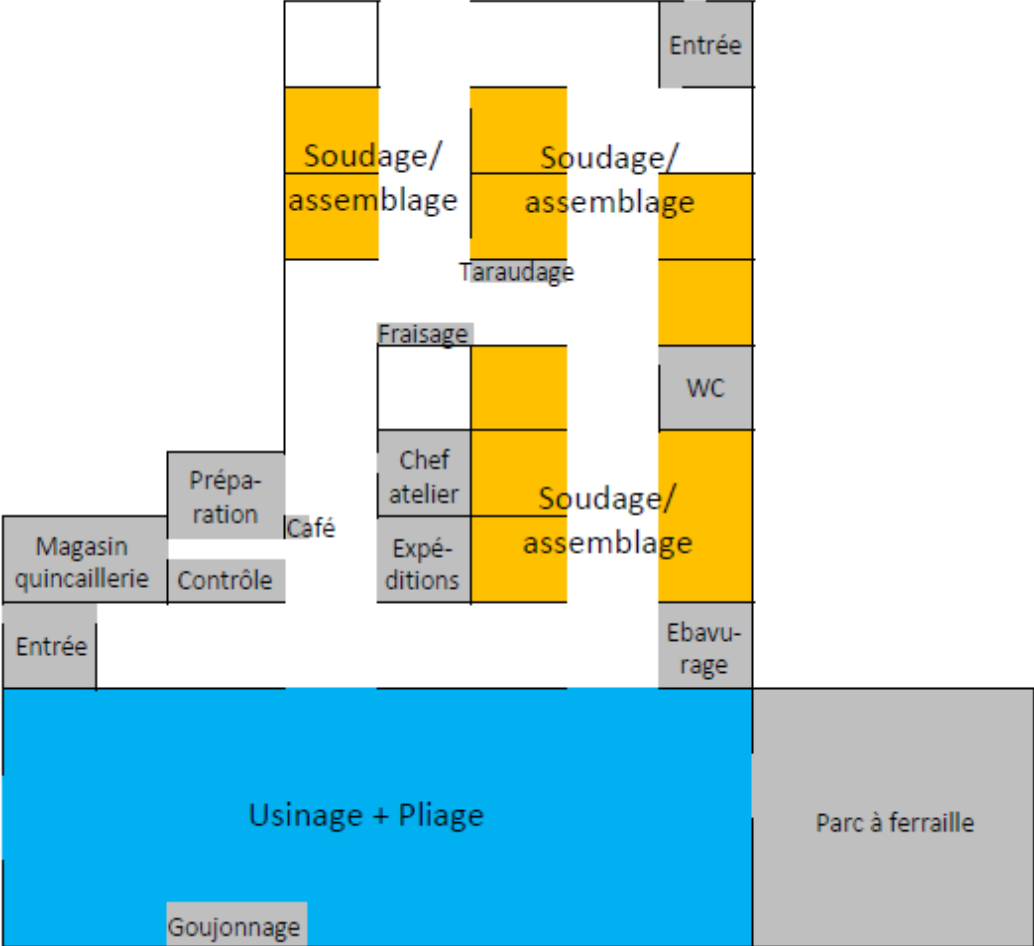 Entrée
Soudage/
assemblage
Soudage/
assemblage
Taraudage
Fraisage
WC
Chef
atelier
Prépa-
ration
Café
Soudage/
assemblage
Magasin
quincaillerie
Contrôle
Expé-
ditions
Entrée
Ebavu-
rage
Usinage + Pliage
Parc à ferraille
Goujonnage